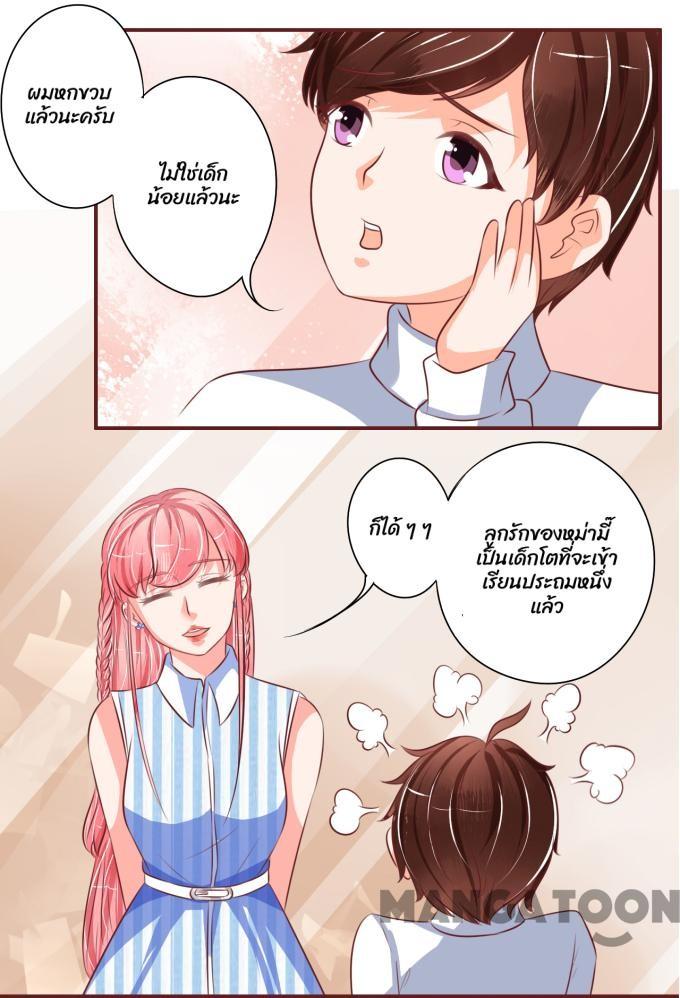 ผมหกขวบ
แล้วนะครับ
ไม่ใช่เด็ก
น้อยแล้วนะ
ก็ได้ ๆ ๆ
ลูกรักของหม่ามี๊
เป็นเด็กโตที่จะเข้า
เรียนประถมหนึ่ง
แล้ว
MANGATOON